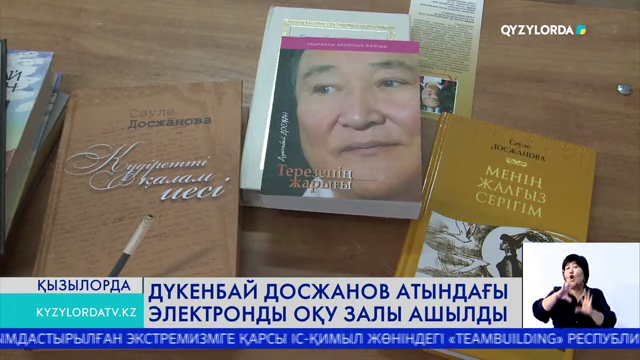 QYZYLORDA
Сәуле
Досжанова
Құдіретті
қалам
иесі
Терезенің
жарығы
Сәуле
ДОСЖАНОВА
МЕНІҢ
ЖАЛҒЫЗ
СЕРІГІМ
ҚЫЗЫЛОРДА
KYZYLORDATV.KZ
ДҮКЕНБАЙ ДОСЖАНОВ АТЫНДАҒЫ
ЭЛЕКТРОНДЫ ОҚУ ЗАЛЫ АШЫЛДЫ
ЫМДАСТЫРЫЛҒАН ЭКСТРЕМИЗМГЕ ҚАРСЫ ІС-ҚИМЫЛ ЖӨНІНДЕГІ «TEAMBUILDING» РЕСПУБЛИ